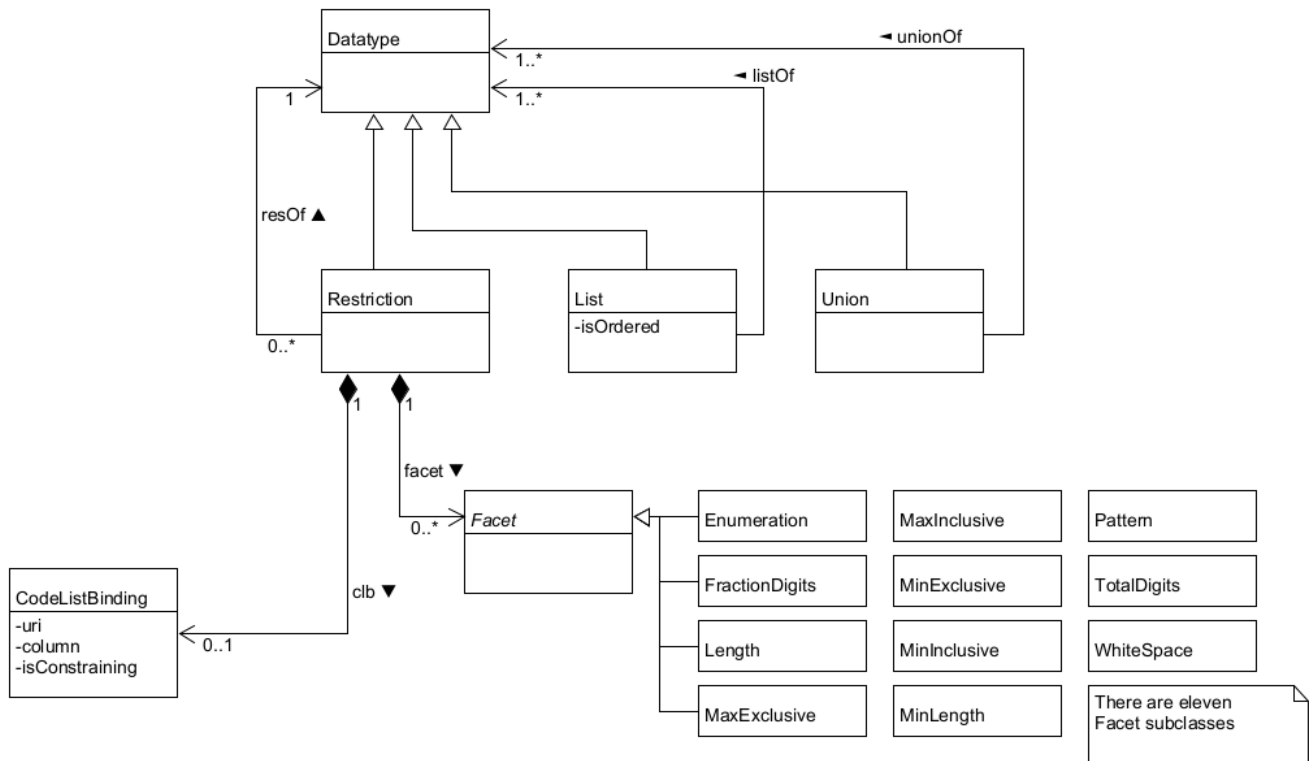 Datatype
◄ unionOf
1..*
◄ listOf
1
1..*
resOf ▲
Restriction
List
Union
-isOrdered
0..*
1
1
facet ▼
0..*
Facet
Enumeration
MaxInclusive
Pattern
FractionDigits
MinExclusive
TotalDigits
Length
MinInclusive
WhiteSpace
MaxExclusive
MinLength
There are eleven
Facet subclasses
clb ▼
CodeListBinding
-uri
-column
-isConstraining
0..1